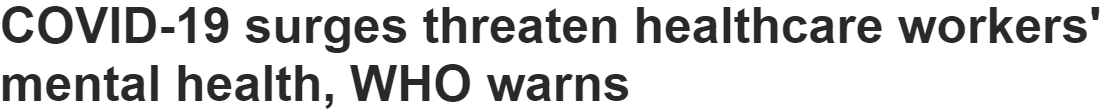 COVID-19 surges threaten healthcare workers'
mental health, WHO warns